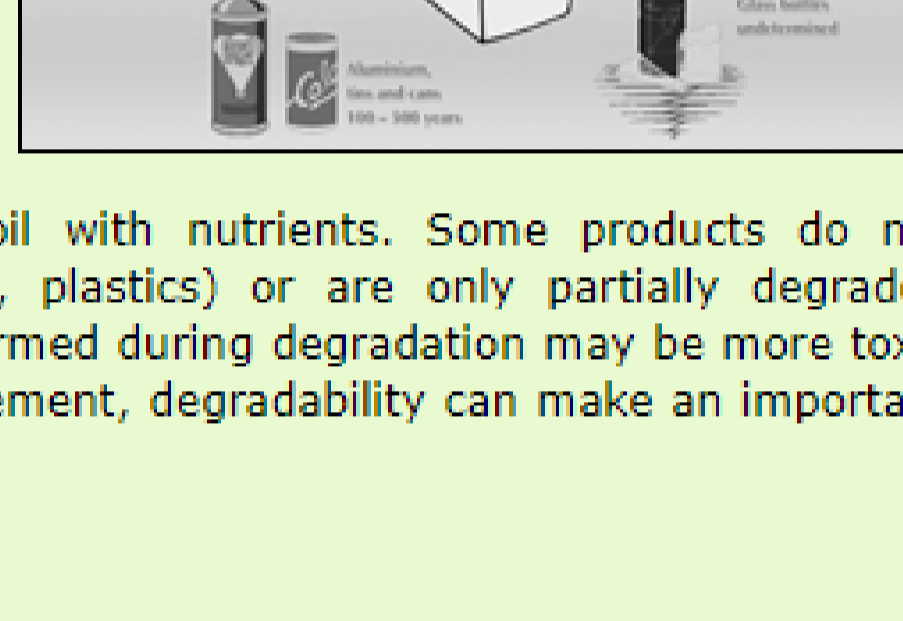 Glass bottles
undetermined
Aluminium,
tins and cans
100 – 500 years
Cola
oil with nutrients. Some products do
, plastics) or are only partially degrad
rmed during degradation may be more tox
ement, degradability can make an importa